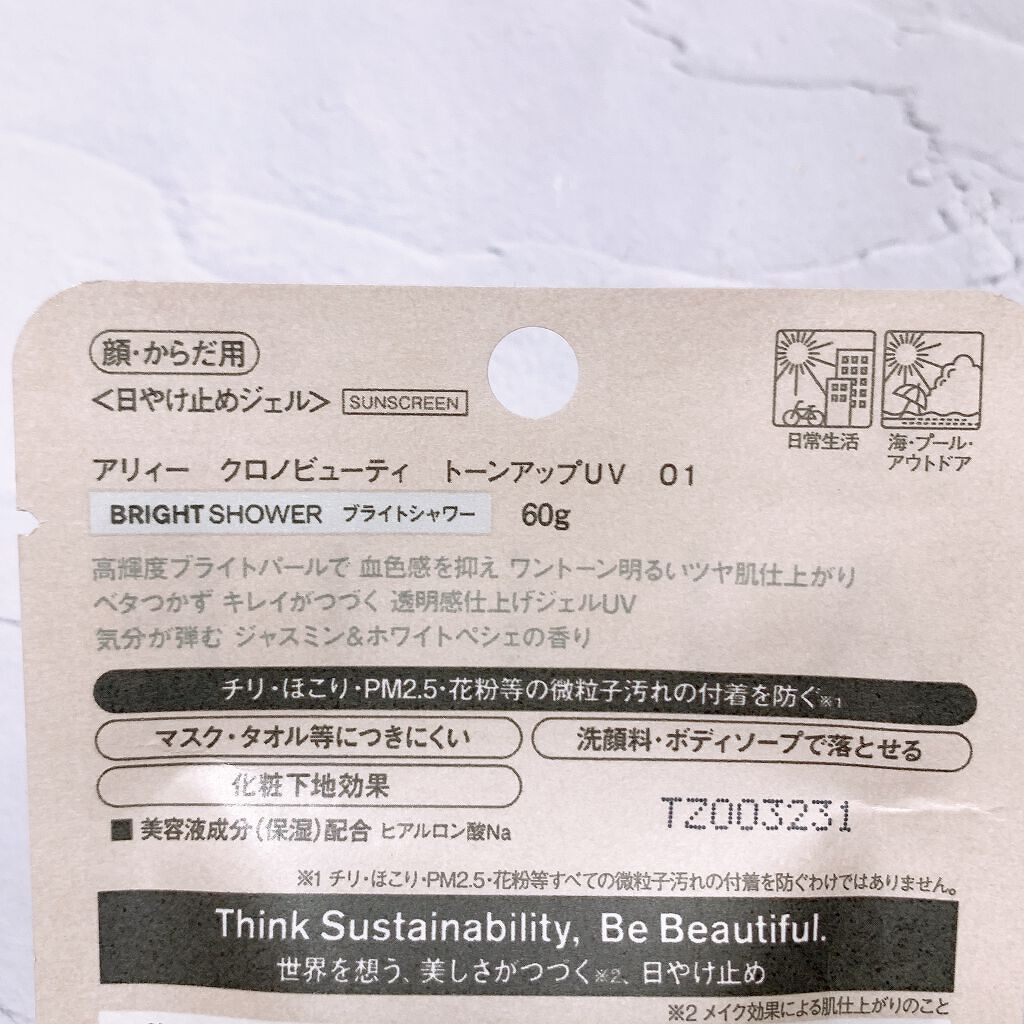 顔・からだ用
<日やけ止めジェル> SUNSCREEN
日常生活
海・プール・
アウトドア
アリィー クロノビューティ トーンアップUV 01
BRIGHT SHOWER ブライトシャワー 60g
高輝度ブライトパールで 血色感を抑え ワントーン明るいツヤ肌仕上がり
ベタつかず キレイがつづく 透明感仕上げジェルUV
気分が弾む ジャスミン&ホワイトペシェの香り
チリ・ほこり・PM2.5・花粉等の微粒子汚れの付着を防ぐ※1
マスク・タオル等につきにくい
洗顔料・ボディソープで落とせる
化粧下地効果
■ 美容液成分(保湿)配合 ヒアルロン酸Na
TZ003231
※1 チリ・ほこり・PM2.5・花粉等すべての微粒子汚れの付着を防ぐわけではありません。
Think Sustainability, Be Beautiful.
世界を想う、美しさがつづく※2、日やけ止め
※2 メイク効果による肌仕上がりのこと